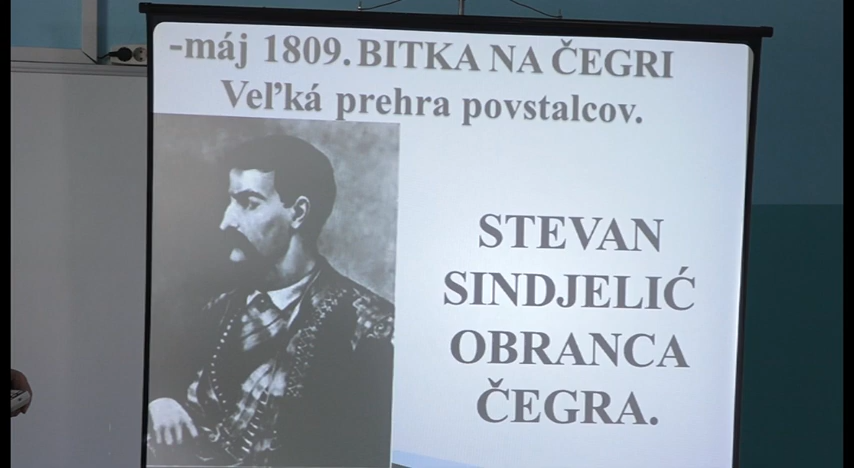 -máj 1809. BITKA NA ČEGRI
Veľká prehra povstalcov.
STEVAN
SINDJELIĆ
OBRANCA
ČEGRA.